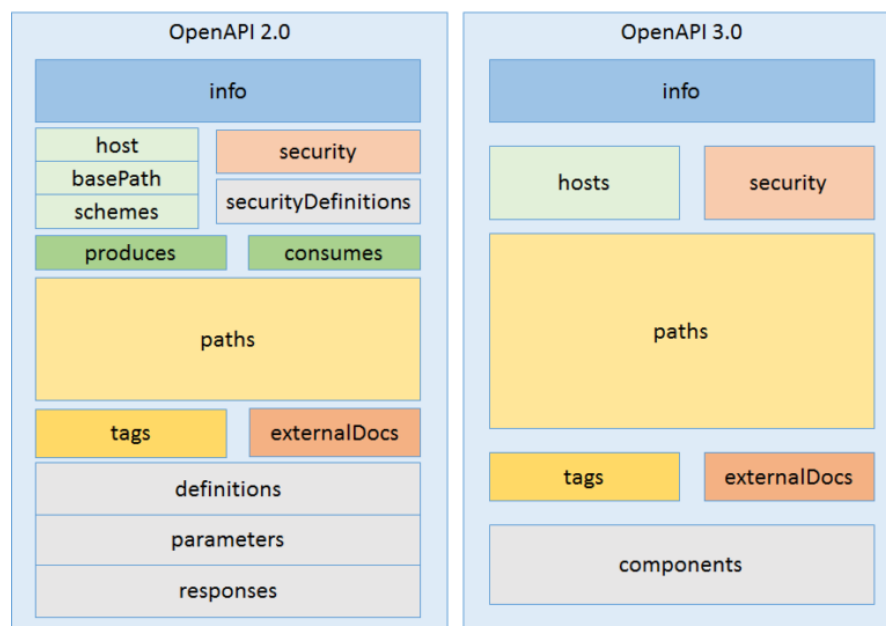 OpenAPI 2.0
info
host
basePath
schemes
security
securityDefinitions
produces
consumes
paths
tags
externalDocs
definitions
parameters
responses
OpenAPI 3.0
info
hosts
security
paths
tags
externalDocs
components